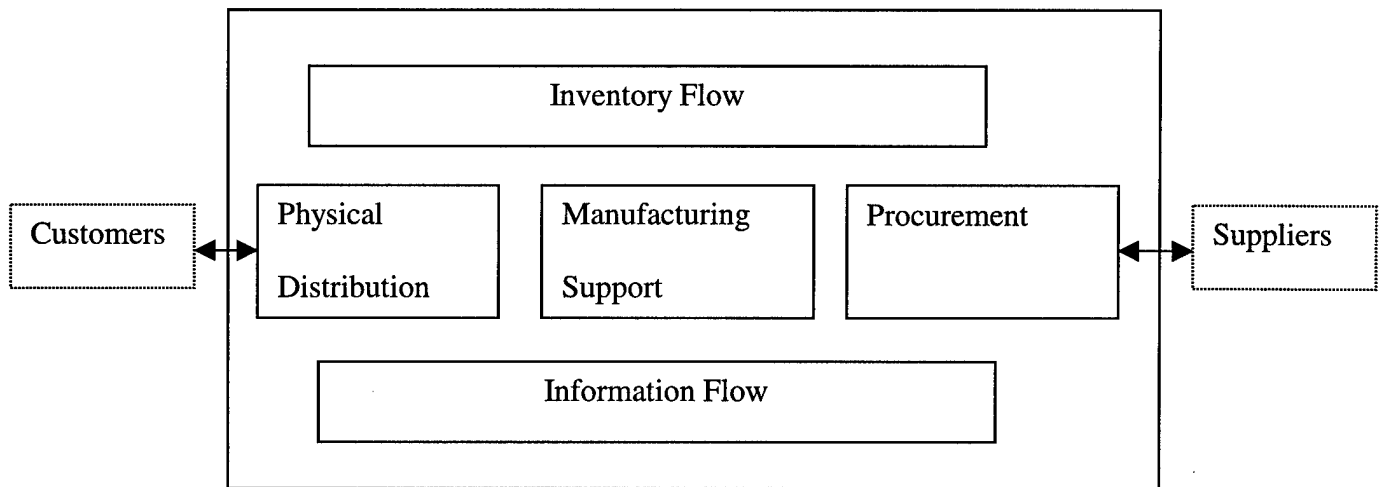 Inventory Flow
Customers
Physical
Distribution
Manufacturing
Support
Procurement
Suppliers
Information Flow